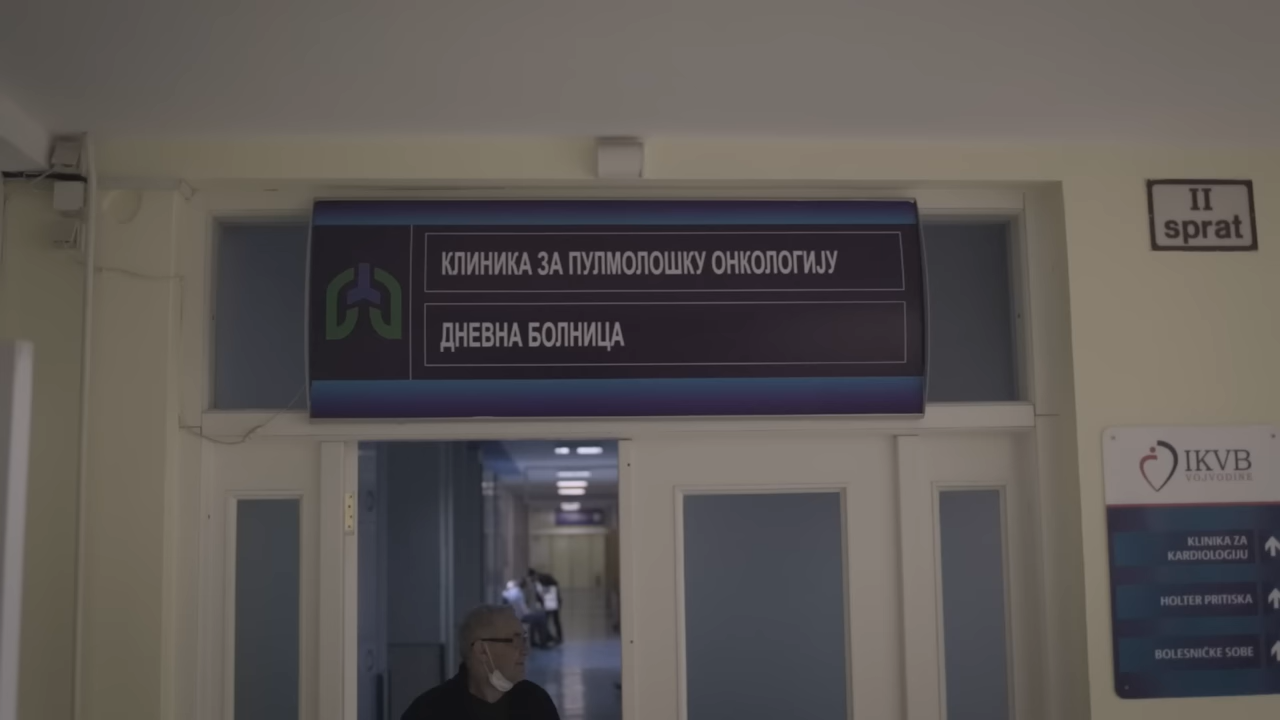 КЛИНИКА ЗА ПУЛМОЛОШКУ ОНКОЛОГИЈУ
ДНЕВНА БОЛНИЦА
II
sprat
IKVB
VOJVODINE
KLINIKA ZA
KARDIOLOGIJU
HOLTER PRITISKA
BOLESNIČKE SOBE